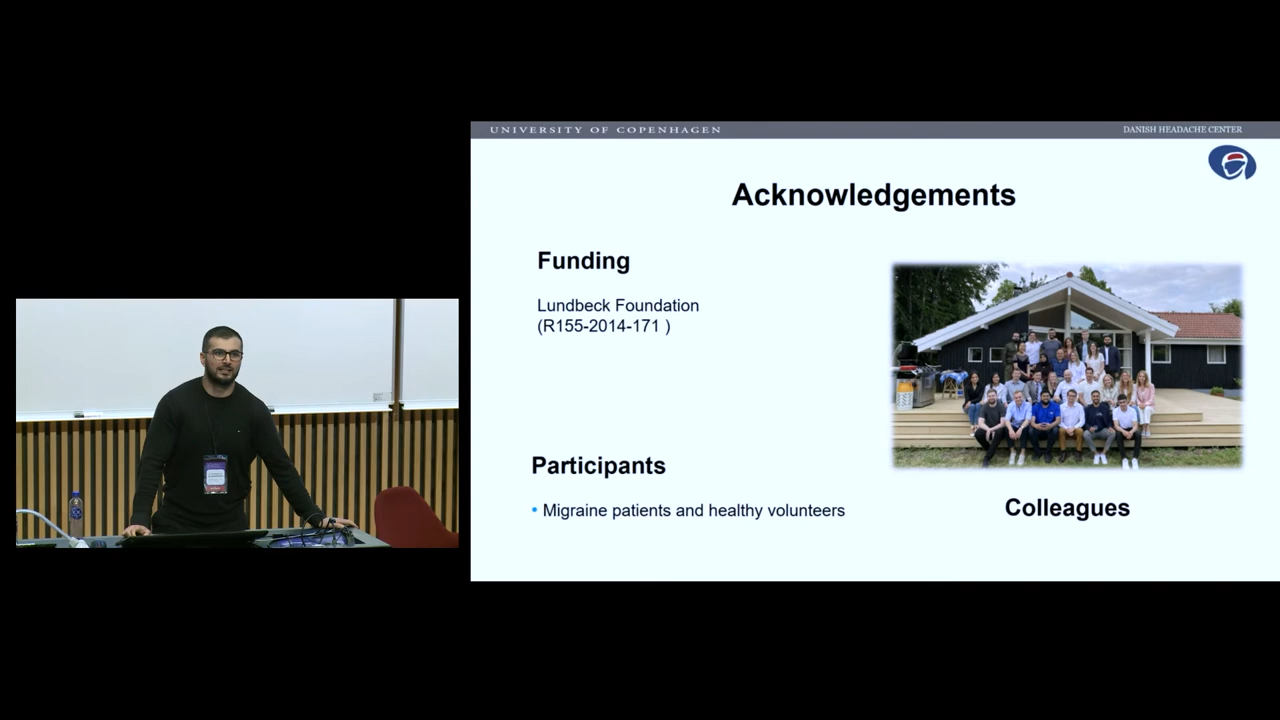 UNIVERSITY OF COPENHAGEN
DANISH HEADACHE CENTER
Acknowledgements
Funding
Lundbeck Foundation
(R155-2014-171 )
Participants
• Migraine patients and healthy volunteers
Colleagues